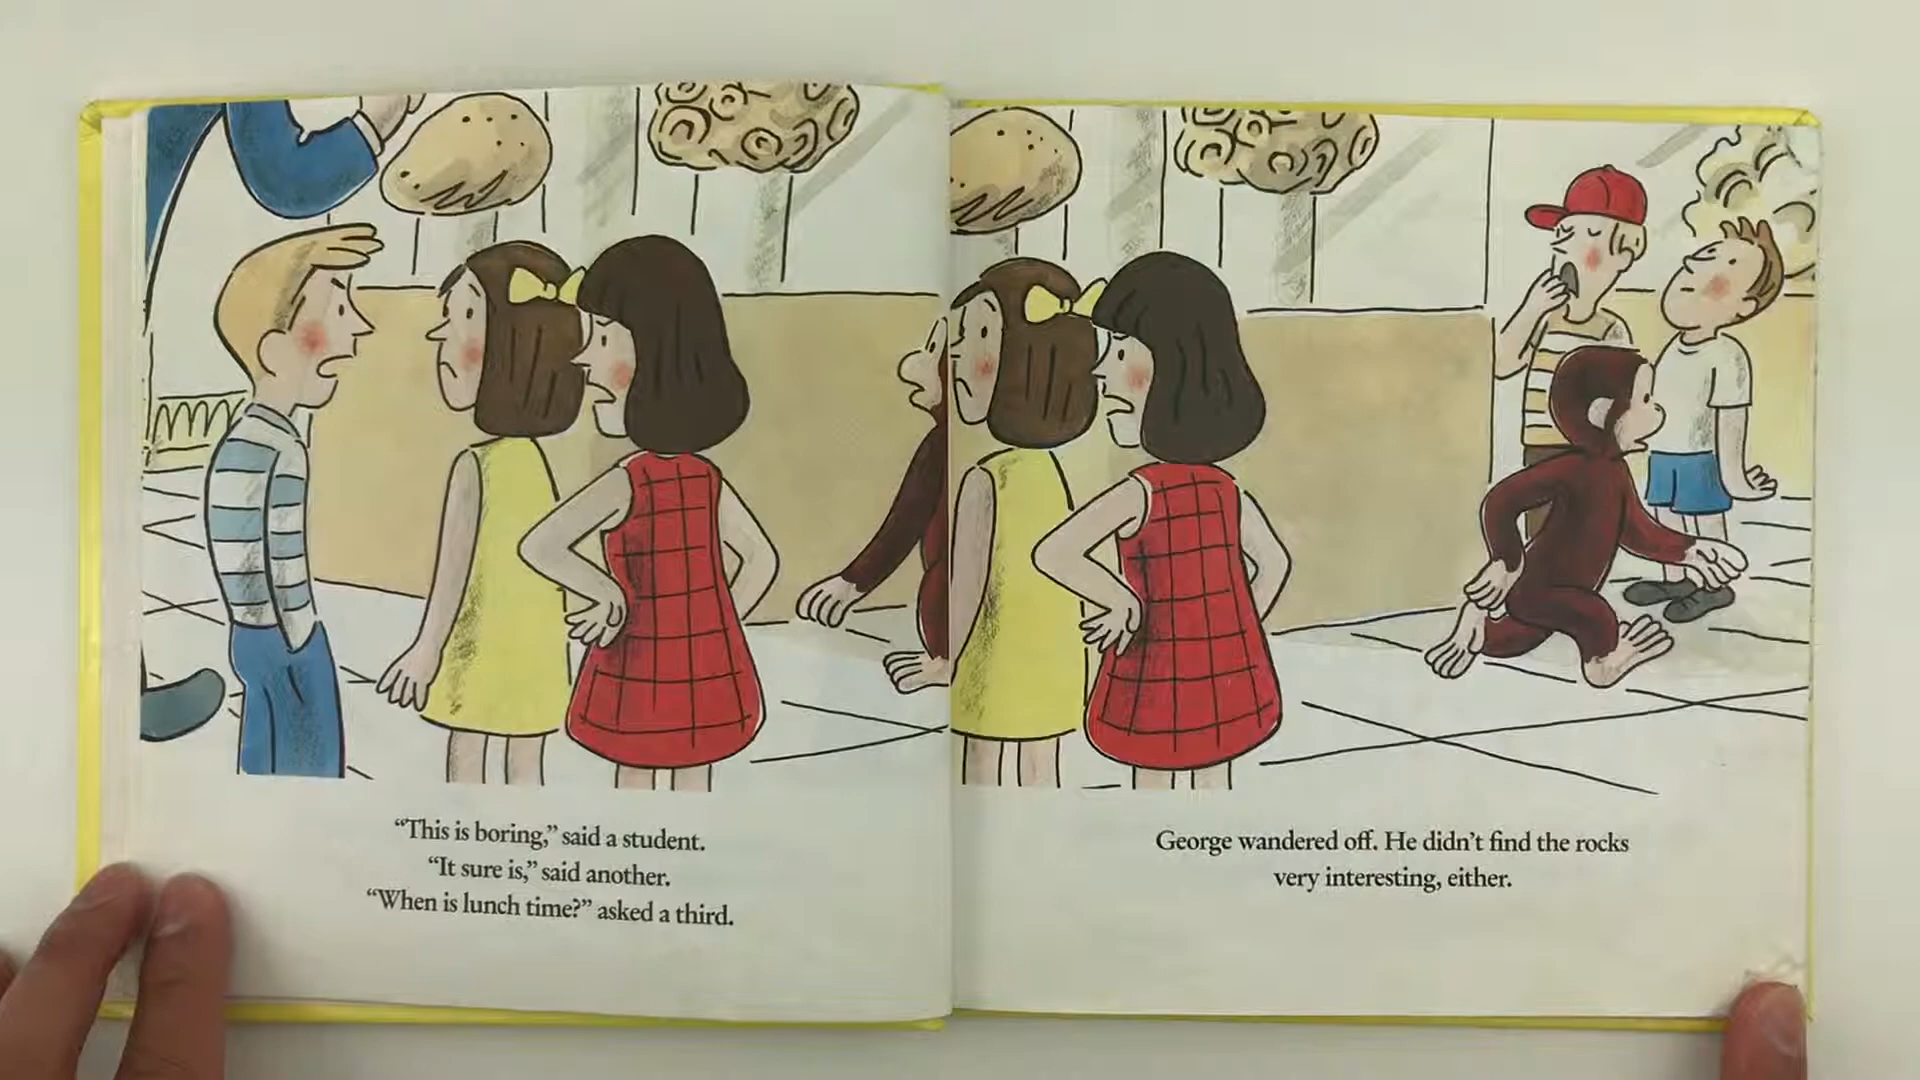 “This is boring,” said a student.
“It sure is,” said another.
“When is lunch time?” asked a third.
George wandered off. He didn’t find the rocks
very interesting, either.